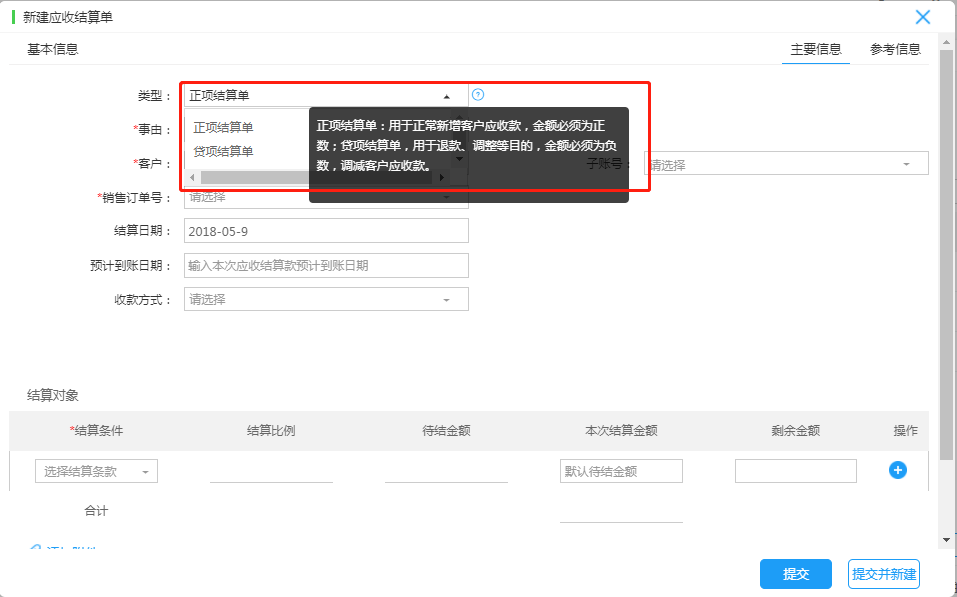 新建应收结算单
基本信息 主要信息 参考信息
类型： 正项结算单
*事由： 正项结算单
贷项结算单
正项结算单：用于正常新增客户应收款，金额必须为正
数；贷项结算单，用于退款、调整等目的，金额必须为负
数，调减客户应收款。
*客户： 子账号： 请选择
*销售订单号： 请选择
结算日期： 2018-05-9
预计到账日期： 输入本次应收结算款预计到账日期
收款方式： 请选择
结算对象
*结算条件 结算比例 待结金额 本次结算金额 剩余金额 操作
选择结算条款 默认待结金额
合计
提交 提交并新建